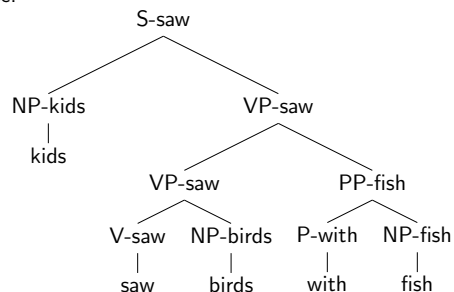 S-saw
NP-kids VP-saw
kids
VP-saw PP-fish
V-saw NP-birds P-with NP-fish
saw birds with fish